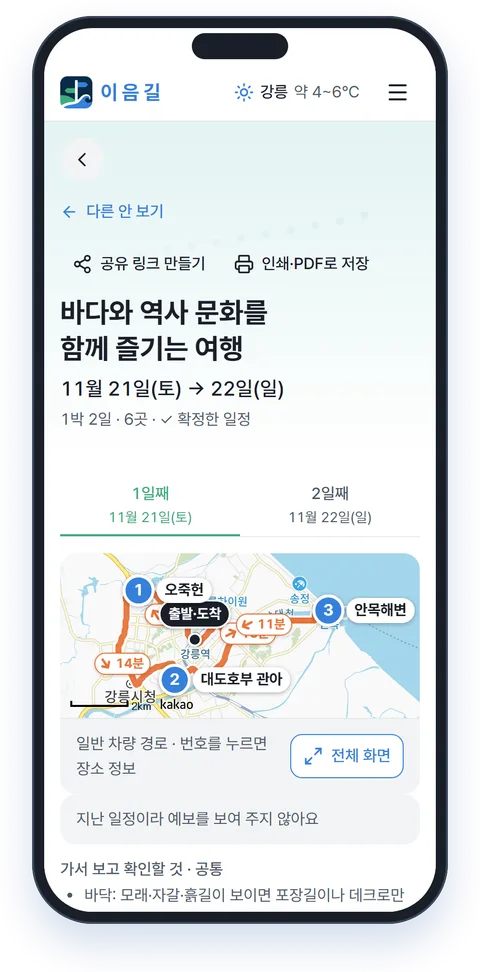 이음길
강릉 약 4~6°C
← 다른 안 보기
공유 링크 만들기
인쇄·PDF로 저장
바다와 역사 문화를
함께 즐기는 여행
11월 21일(토) → 22일(일)
1박 2일 · 6곳 · ✓ 확정한 일정
1일째
11월 21일(토)
2일째
11월 22일(일)
1 오죽헌
출발·도착
송정
3 안목해변
← 11분
강릉역
↘ 14분
2 대도호부 관아
강릉시청
2km kakao
일반 차량 경로 · 번호를 누르면
장소 정보
전체 화면
지난 일정이라 예보를 보여 주지 않아요
가서 보고 확인할 것 · 공통
• 바닥: 모래·자갈·흙길이 보이면 포장길이나 데크로만